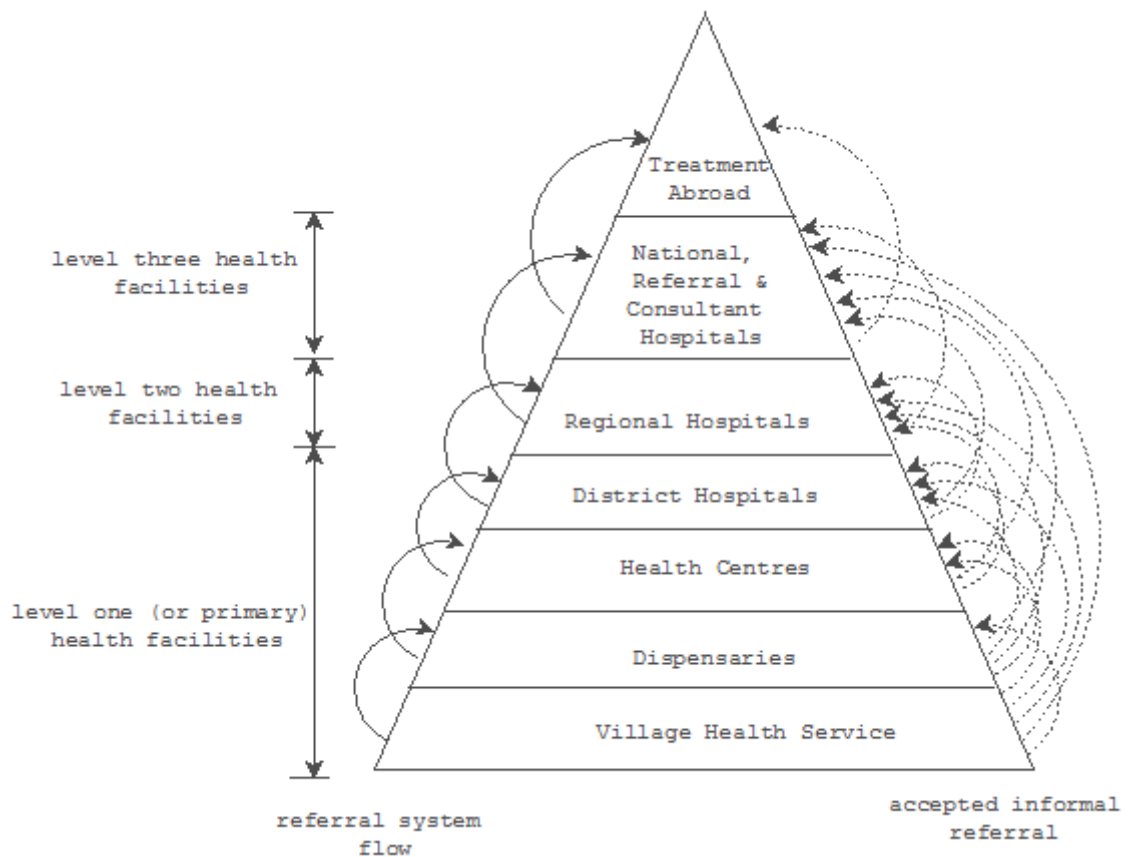 Treatment
Abroad
level three health
facilities
National,
Referral &
Consultant
Hospitals
level two health
facilities
Regional Hospitals
District Hospitals
Health Centres
level one (or primary)
health facilities
Dispensaries
Village Health Service
referral system
flow
accepted informal
referral